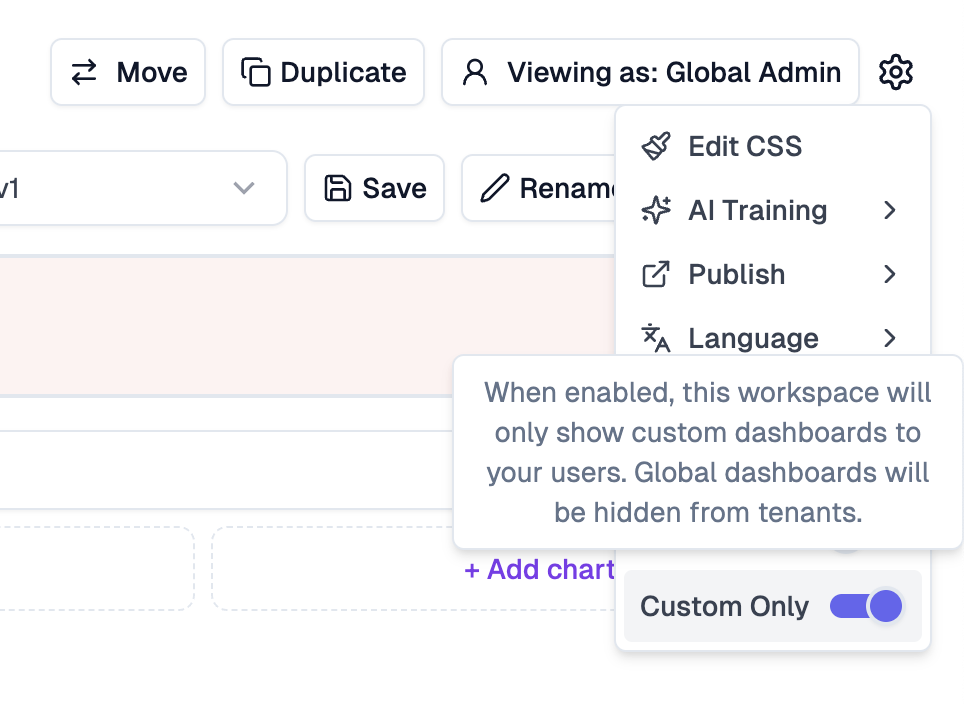 Move
Duplicate
Viewing as: Global Admin
Edit CSS
v1
Save
Rename
AI Training
Publish
Language
When enabled, this workspace will
only show custom dashboards to
your users. Global dashboards will
be hidden from tenants.
+ Add chart
Custom Only